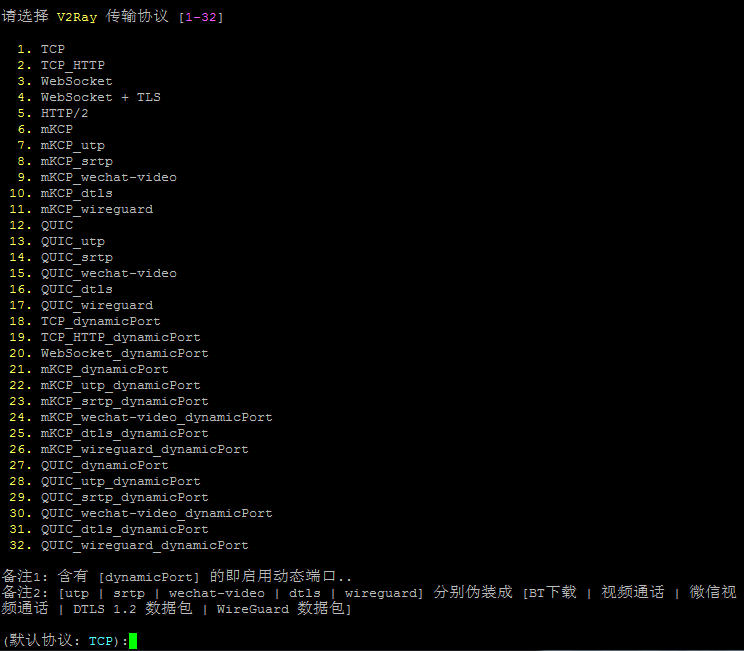 请选择 V2Ray 传输协议 [1-32]
1. TCP
2. TCP_HTTP
3. WebSocket
4. WebSocket + TLS
5. HTTP/2
6. mKCP
7. mKCP_utp
8. mKCP_srtp
9. mKCP_wechat-video
10. mKCP_dtls
11. mKCP_wireguard
12. QUIC
13. QUIC_utp
14. QUIC_srtp
15. QUIC_wechat-video
16. QUIC_dtls
17. QUIC_wireguard
18. TCP_dynamicPort
19. TCP_HTTP_dynamicPort
20. WebSocket_dynamicPort
21. mKCP_dynamicPort
22. mKCP_utp_dynamicPort
23. mKCP_srtp_dynamicPort
24. mKCP_wechat-video_dynamicPort
25. mKCP_dtls_dynamicPort
26. mKCP_wireguard_dynamicPort
27. QUIC_dynamicPort
28. QUIC_utp_dynamicPort
29. QUIC_srtp_dynamicPort
30. QUIC_wechat-video_dynamicPort
31. QUIC_dtls_dynamicPort
32. QUIC_wireguard_dynamicPort
备注1: 含有 [dynamicPort] 的即启用动态端口..
备注2: [utp | srtp | wechat-video | dtls | wireguard] 分别伪装成 [BT下载 | 视频通话 | 微信视
频通话 | DTLS 1.2 数据包 | WireGuard 数据包]
(默认协议: TCP):